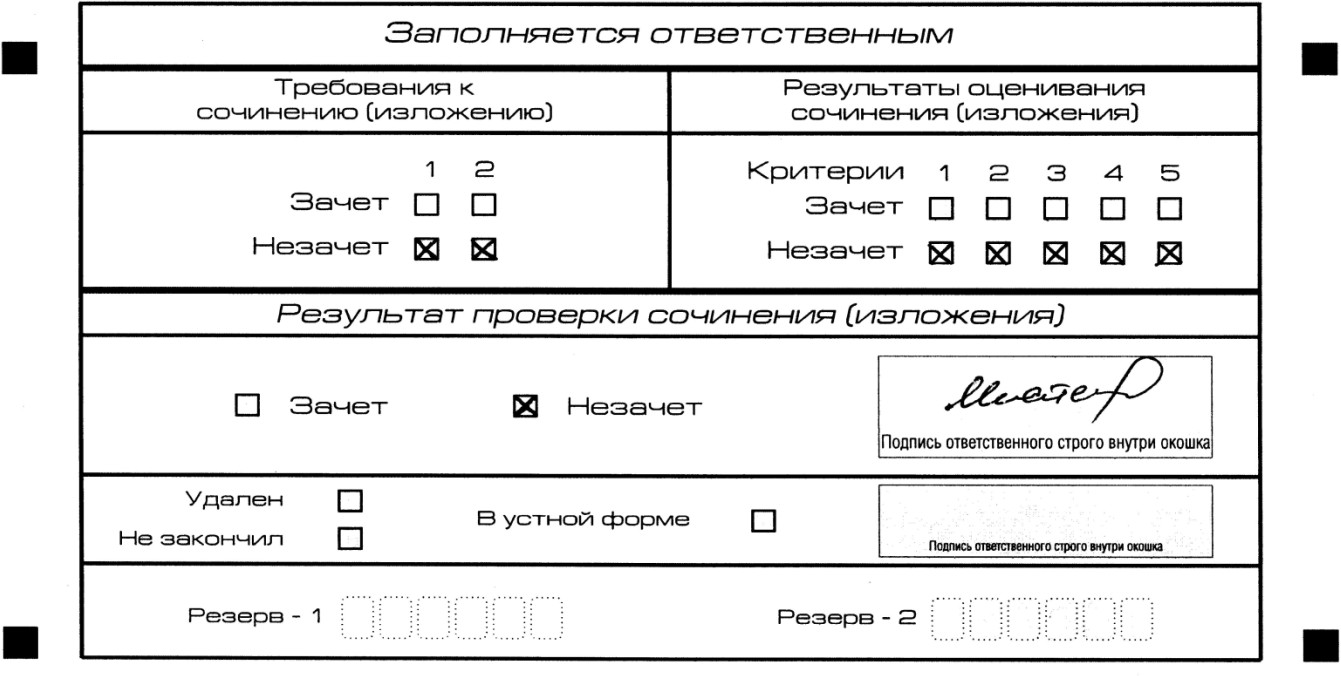 Заполняется ответственным
Требования к
сочинению (изложению)
Результаты оценивания
сочинения (изложения)
1 2
Зачет
Незачет
Критерии 1 2 3 4 5
Зачет
Незачет
Результат проверки сочинения (изложения)
Зачет
Незачет
Подпись ответственного строго внутри окошка
Удален
Не закончил
В устной форме
Подпись ответственного строго внутри окошка
Резерв - 1
Резерв - 2